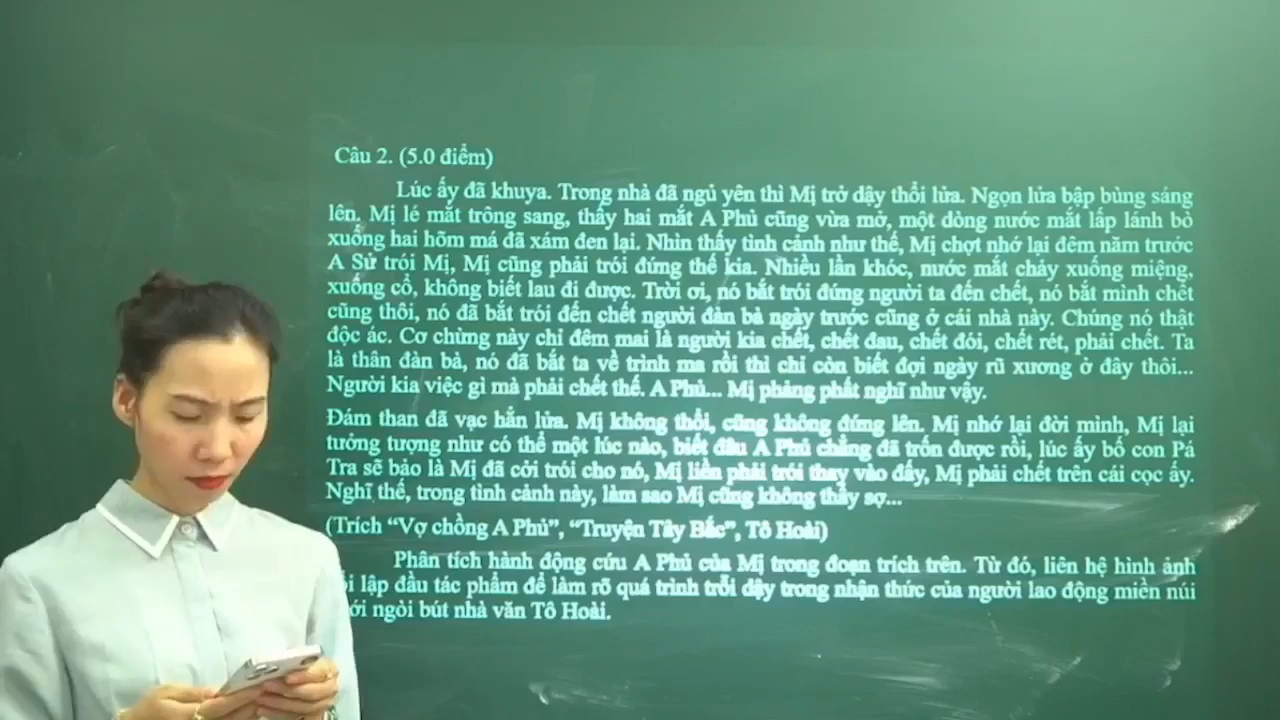 Câu 2. (5.0 điểm)
Lúc ấy đã khuya. Trong nhà đã ngủ yên thì Mị trở dậy thổi lửa. Ngọn lửa bập bùng sáng
lên. Mị lé mắt trông sang, thấy hai mắt A Phủ cũng vừa mở, một dòng nước mắt lấp lánh bò
xuống hai hõm má đã xám đen lại. Nhìn thấy tình cảnh như thế, Mị chợt nhớ lại đêm năm trước
A Sử trói Mị, Mị cũng phải trói đứng thế kia. Nhiều lần khóc, nước mắt chảy xuống miệng,
xuống cổ, không biết lau đi được. Trời ơi, nó bắt trói đứng người ta đến chết, nó bắt mình chết
cũng thôi, nó đã bắt trói đến chết người đàn bà ngày trước cũng ở cái nhà này. Chúng nó thật
độc ác. Cơ chừng này chỉ đêm mai là người kia chết, chết đau, chết đói, chết rét, phải chết. Ta
là thân đàn bà, nó đã bắt ta về trình ma rồi thì chỉ còn biết đợi ngày rũ xương ở đây thôi...
Người kia việc gì mà phải chết thế. A Phủ... Mị phảng phất nghĩ như vậy.
Đám than đã vạc hẳn lửa. Mị không thổi, cũng không đứng lên. Mị nhớ lại đời mình, Mị lại
tưởng tượng như có thể một lúc nào, biết đâu A Phủ chẳng đã trốn được rồi, lúc ấy bố con Pá
Tra sẽ bảo là Mị đã cởi trói cho nó, Mị liền phải trói thay vào đấy, Mị phải chết trên cái cọc ấy.
Nghĩ thế, trong tình cảnh này, làm sao Mị cũng không thấy sợ...
(Trích “Vợ chồng A Phủ”, “Truyện Tây Bắc”, Tô Hoài)
Phân tích hành động cứu A Phủ của Mị trong đoạn trích trên. Từ đó, liên hệ hình ảnh
lập đầu tác phẩm để làm rõ quá trình trỗi dậy trong nhận thức của người lao động miền núi
ngòi bút nhà văn Tô Hoài.